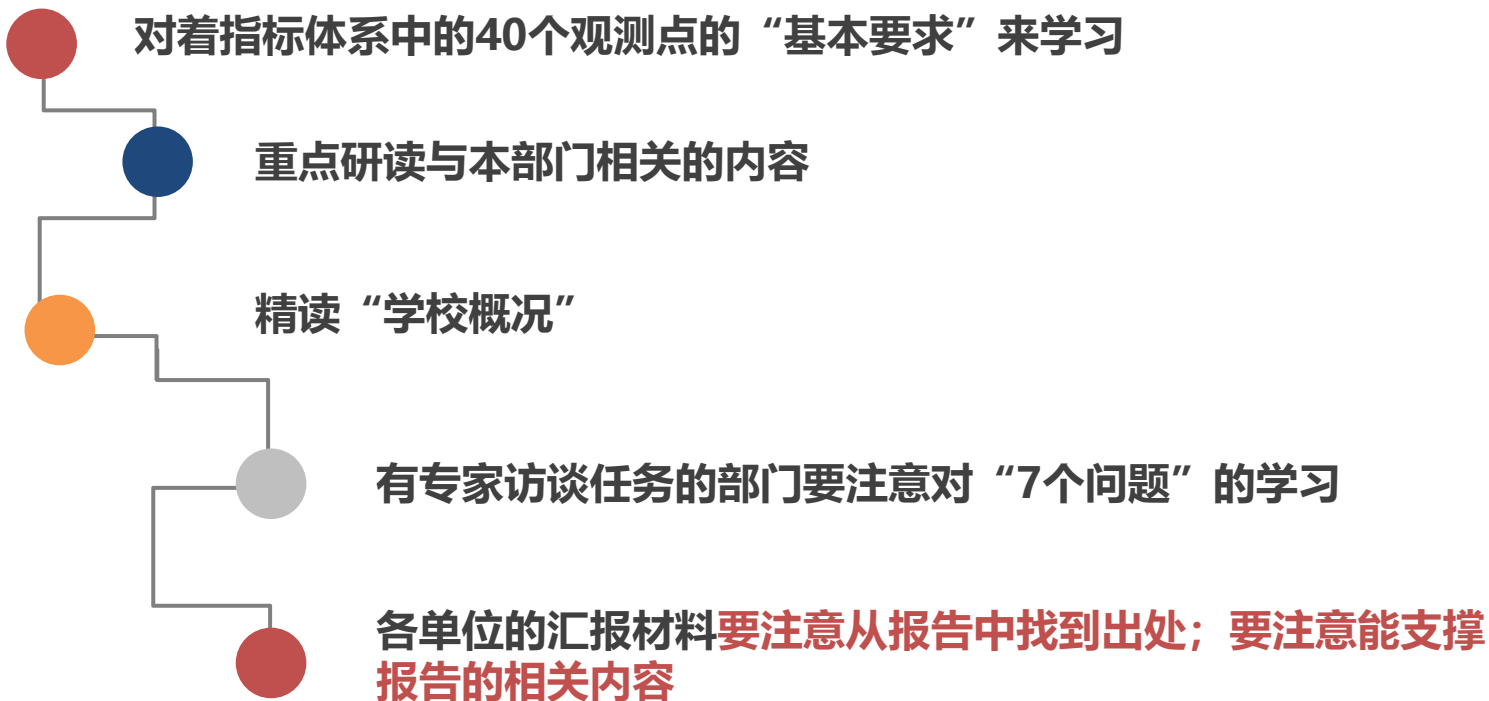 对着指标体系中的40个观测点的“基本要求”来学习
重点研读与本部门相关的内容
精读“学校概况”
有专家访谈任务的部门要注意对“7个问题”的学习
各单位的汇报材料要注意从报告中找到出处；要注意能支撑
报告的相关内容